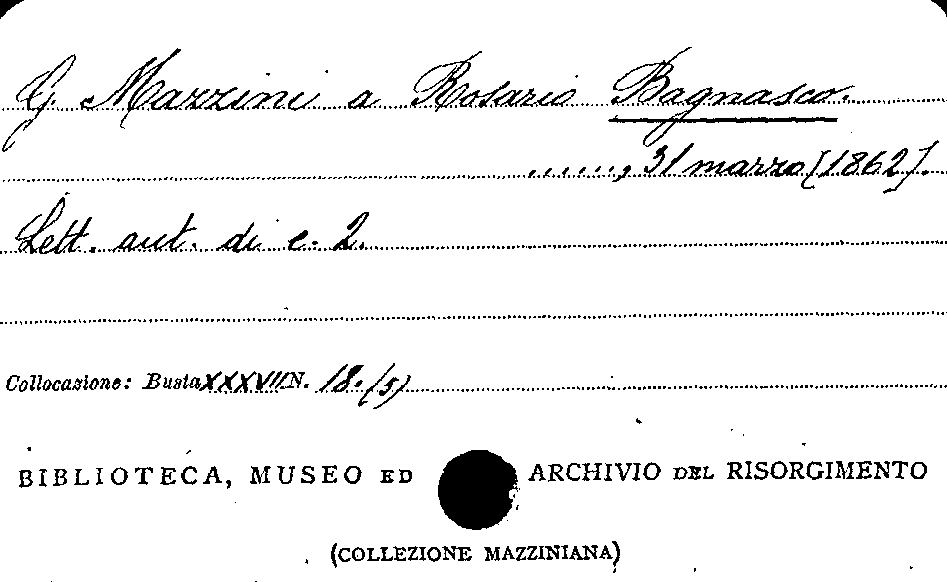 G. Mazzini a Rosario Bagnasco.
......, 31 marzo [1862].
Lett. aut. di c. 2.
Collocazione: Busta XXXVII N. 18.(5)
BIBLIOTECA, MUSEO ED ARCHIVIO DEL RISORGIMENTO
(COLLEZIONE MAZZINIANA)